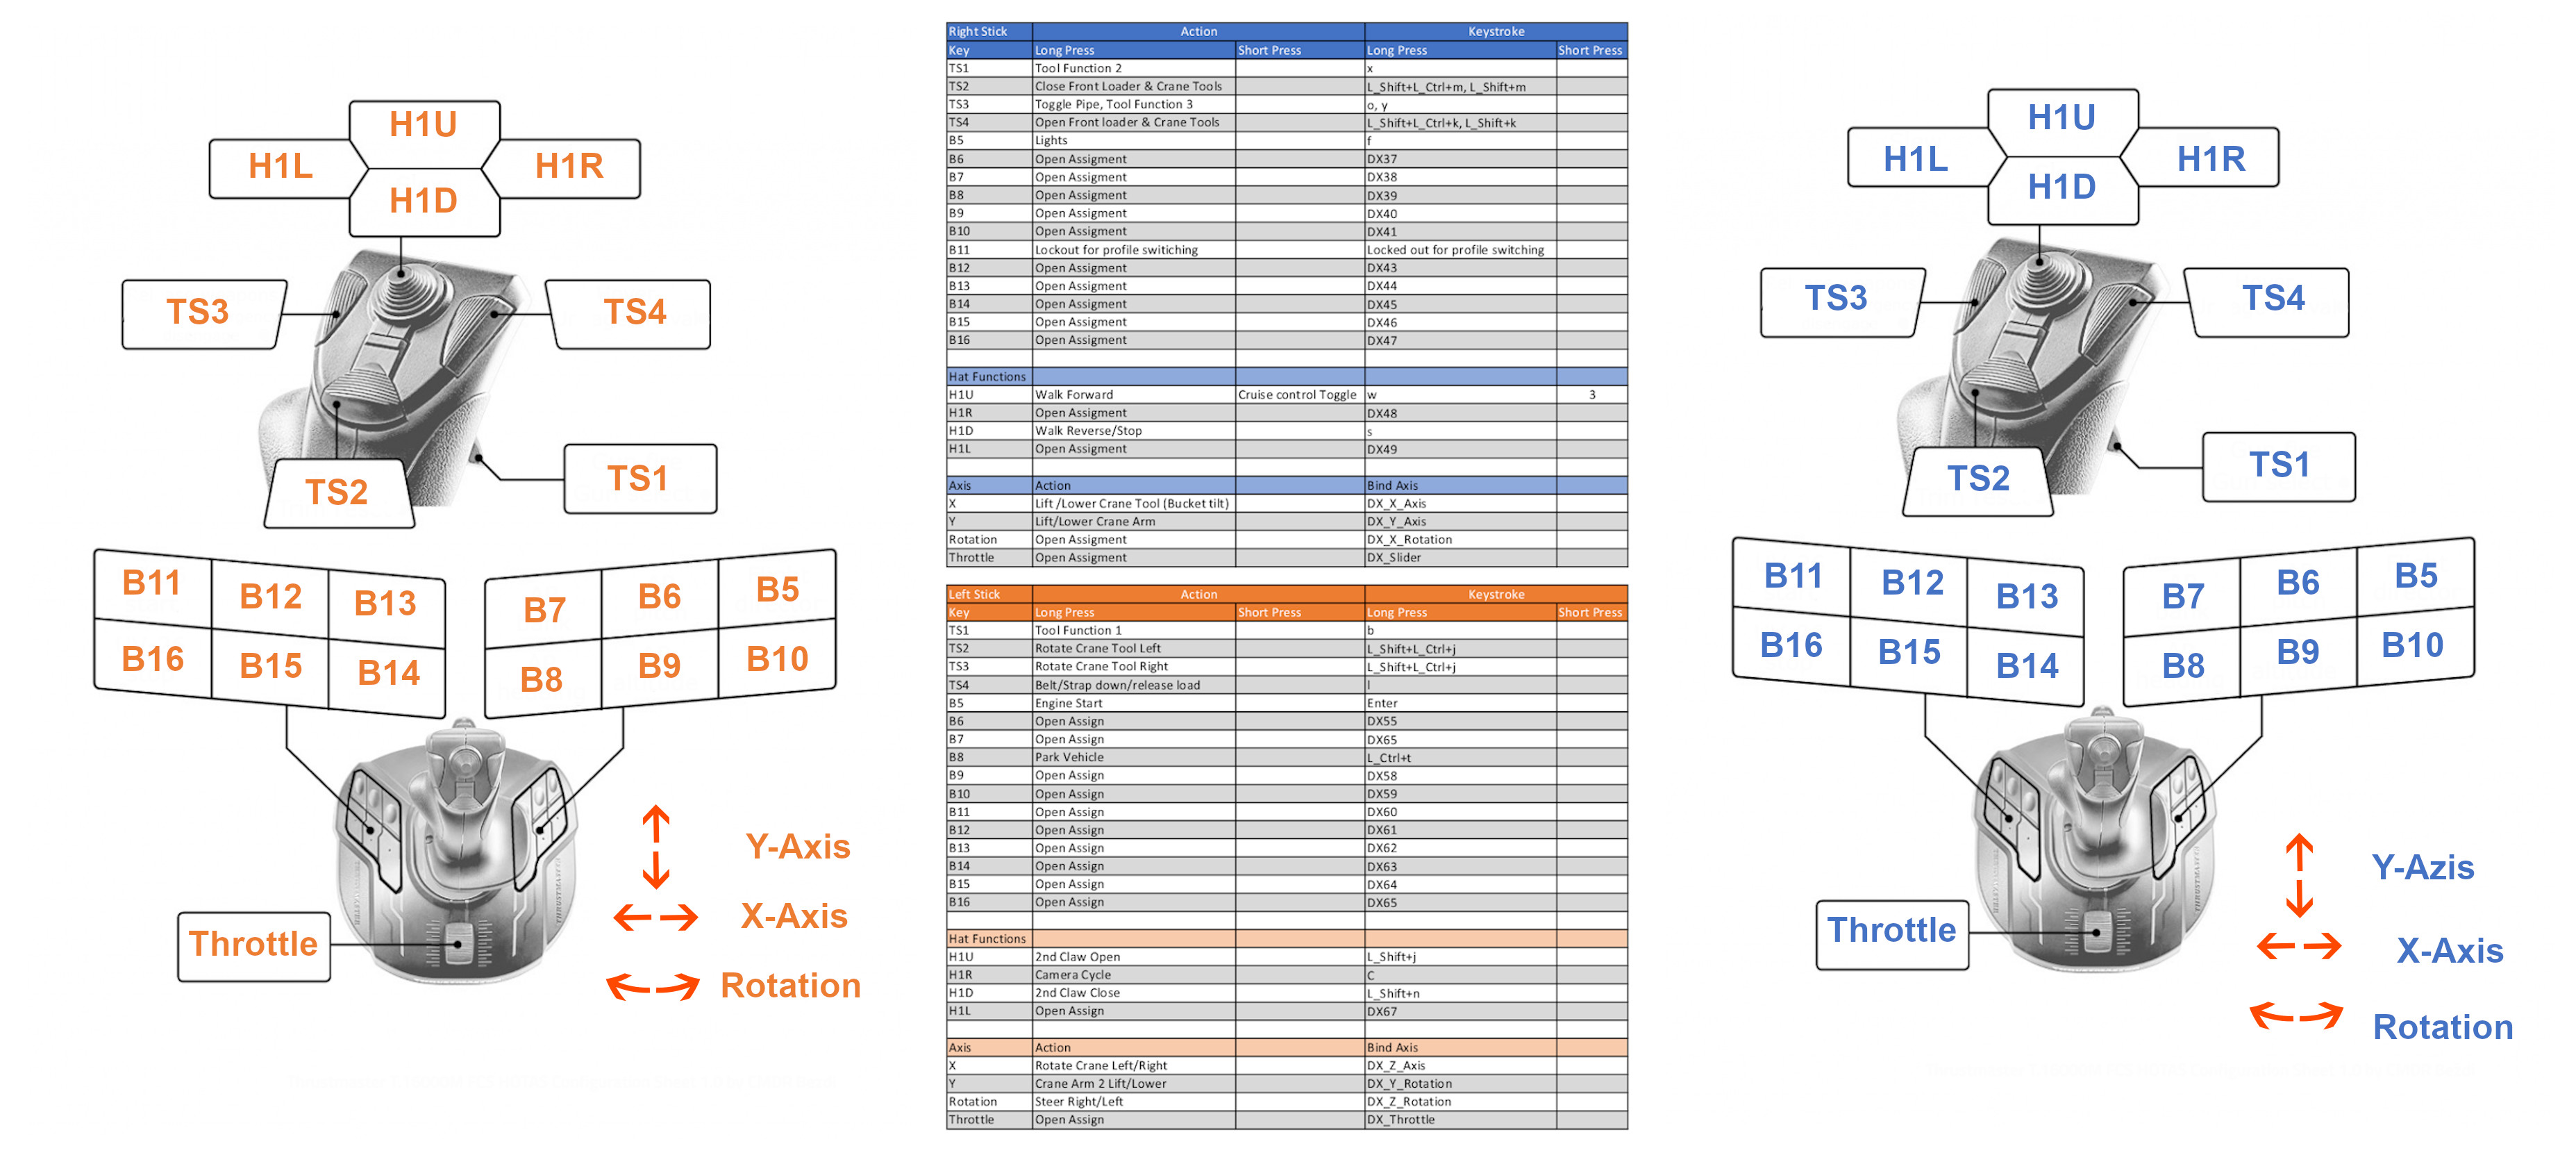 H1U
H1L
H1R
H1D
TS3
TS4
TS2
TS1
B11 B12 B13
B16 B15 B14
B7 B6 B5
B8 B9 B10
Y-Axis
X-Axis
Throttle
Rotation
Right Stick Action Keystroke
Key Long Press Short Press Long Press Short Press
TS1 Tool Function 2 x
TS2 Close Front Loader & Crane Tools L_Shift+L_Ctrl+m, L_Shift+m
TS3 Toggle Pipe, Tool Function 3 o, y
TS4 Open Front loader & Crane Tools L_Shift+L_Ctrl+k, L_Shift+k
B5 Lights f
B6 Open Assigment DX37
B7 Open Assigment DX38
B8 Open Assigment DX39
B9 Open Assigment DX40
B10 Open Assigment DX41
B11 Lockout for profile switiching Locked out for profile switching
B12 Open Assigment DX43
B13 Open Assigment DX44
B14 Open Assigment DX45
B15 Open Assigment DX46
B16 Open Assigment DX47
Hat Functions
H1U Walk Forward Cruise control Toggle w 3
H1R Open Assigment DX48
H1D Walk Reverse/Stop s
H1L Open Assigment DX49
Axis Action Bind Axis
X Lift /Lower Crane Tool (Bucket tilt) DX_X_Axis
Y Lift/Lower Crane Arm DX_Y_Axis
Rotation Open Assigment DX_X_Rotation
Throttle Open Assigment DX_Slider
Left Stick Action Keystroke
Key Long Press Short Press Long Press Short Press
TS1 Tool Function 1 b
TS2 Rotate Crane Tool Left L_Shift+L_Ctrl+j
TS3 Rotate Crane Tool Right L_Shift+L_Ctrl+j
TS4 Belt/Strap down/release load l
B5 Engine Start Enter
B6 Open Assign DX55
B7 Open Assign DX65
B8 Park Vehicle L_Ctrl+t
B9 Open Assign DX58
B10 Open Assign DX59
B11 Open Assign DX60
B12 Open Assign DX61
B13 Open Assign DX62
B14 Open Assign DX63
B15 Open Assign DX64
B16 Open Assign DX65
Hat Functions
H1U 2nd Claw Open L_Shift+j
H1R Camera Cycle C
H1D 2nd Claw Close L_Shift+n
H1L Open Assign DX67
Axis Action Bind Axis
X Rotate Crane Left/Right DX_Z_Axis
Y Crane Arm 2 Lift/Lower DX_Y_Rotation
Rotation Steer Right/Left DX_Z_Rotation
Throttle Open Assign DX_Throttle
H1U
H1L
H1R
H1D
TS3
TS4
TS2
TS1
B11 B12 B13
B16 B15 B14
B7 B6 B5
B8 B9 B10
Y-Azis
Throttle
X-Axis
Rotation